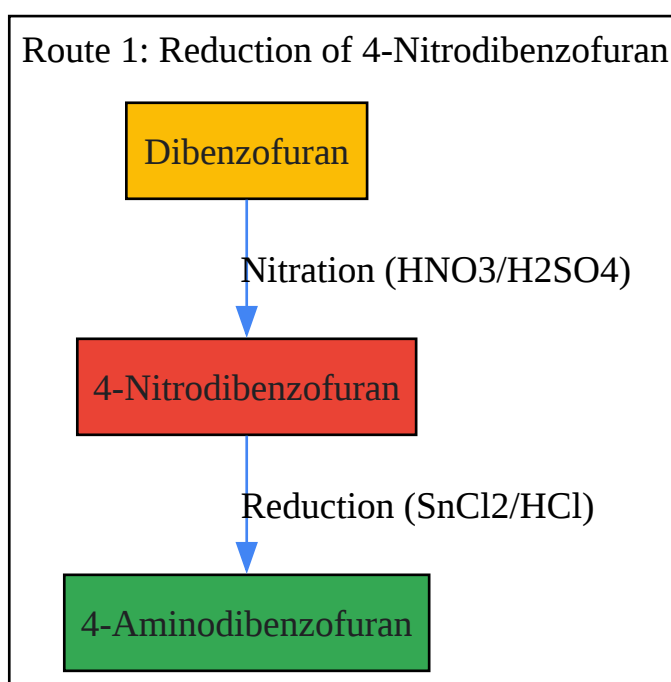 Route 1: Reduction of 4-Nitrodibenzofuran
Dibenzofuran
Nitration (HNO3/H2SO4)
4-Nitrodibenzofuran
Reduction (SnCl2/HCl)
4-Aminodibenzofuran